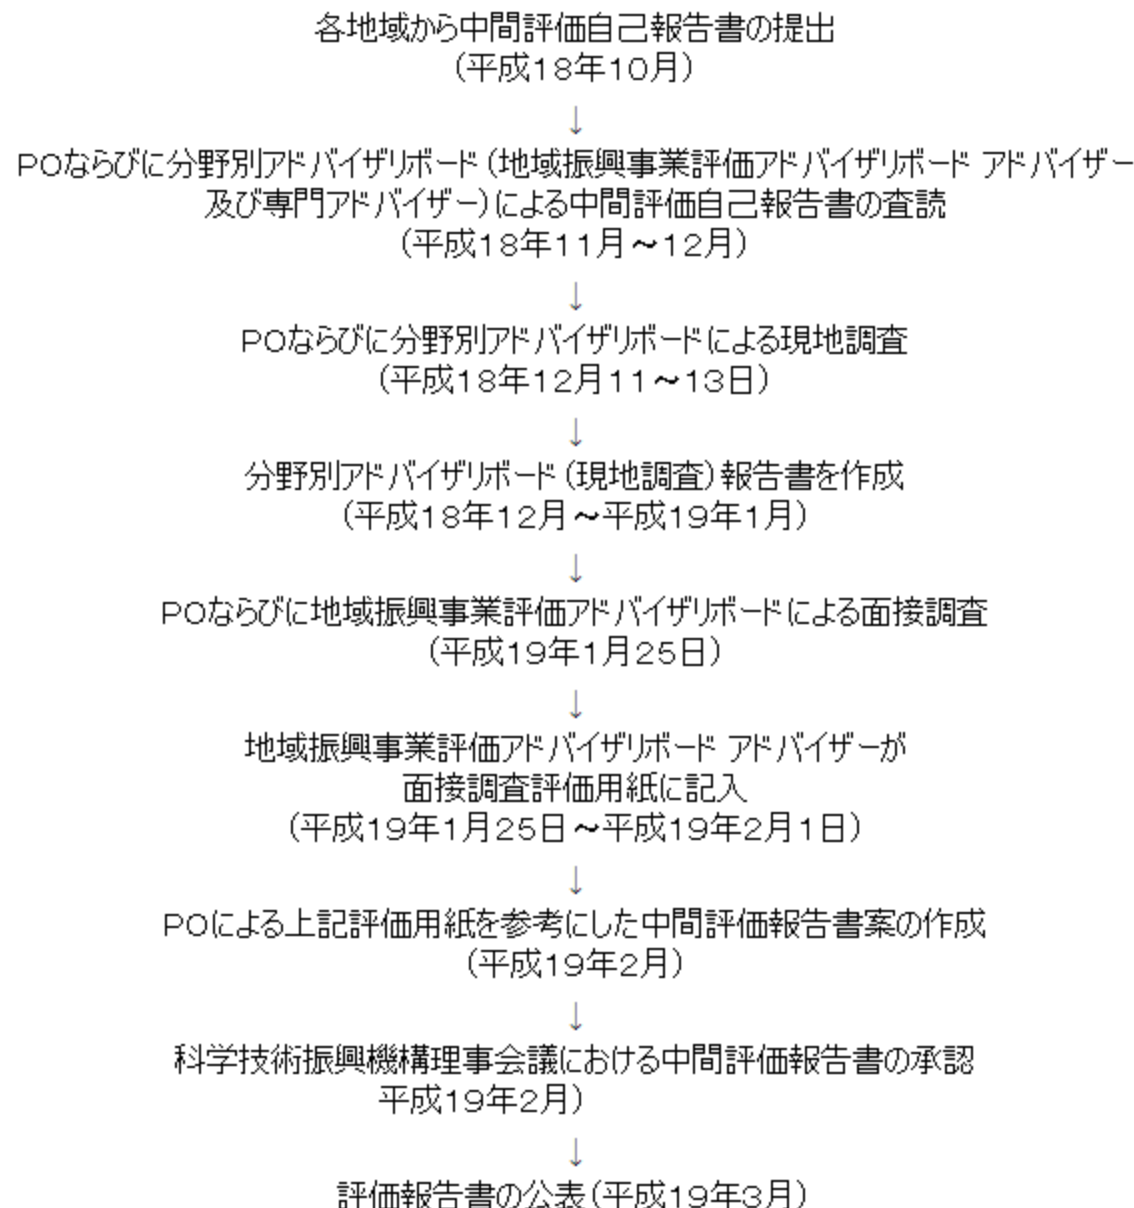 各地域から中間評価自己報告書の提出
（平成１８年１０月）
↓
ＰＯならびに分野別アドバイザリボード（地域振興事業評価アドバイザリボード アドバイザー
及び専門アドバイザー）による中間評価自己報告書の査読
（平成１８年１１月～１２月）
↓
ＰＯならびに分野別アドバイザリボードによる現地調査
（平成１８年１２月１１～１３日）
↓
分野別アドバイザリボード（現地調査）報告書を作成
（平成１８年１２月～平成１９年１月）
↓
ＰＯならびに地域振興事業評価アドバイザリボードによる面接調査
（平成１９年１月２５日）
↓
地域振興事業評価アドバイザリボード アドバイザーが
面接調査評価用紙に記入
（平成１９年１月２５日～平成１９年２月１日）
↓
ＰＯによる上記評価用紙を参考にした中間評価報告書案の作成
（平成１９年２月）
↓
科学技術振興機構理事会議における中間評価報告書の承認
平成１９年２月）
↓
評価報告書の公表（平成１９年３月）